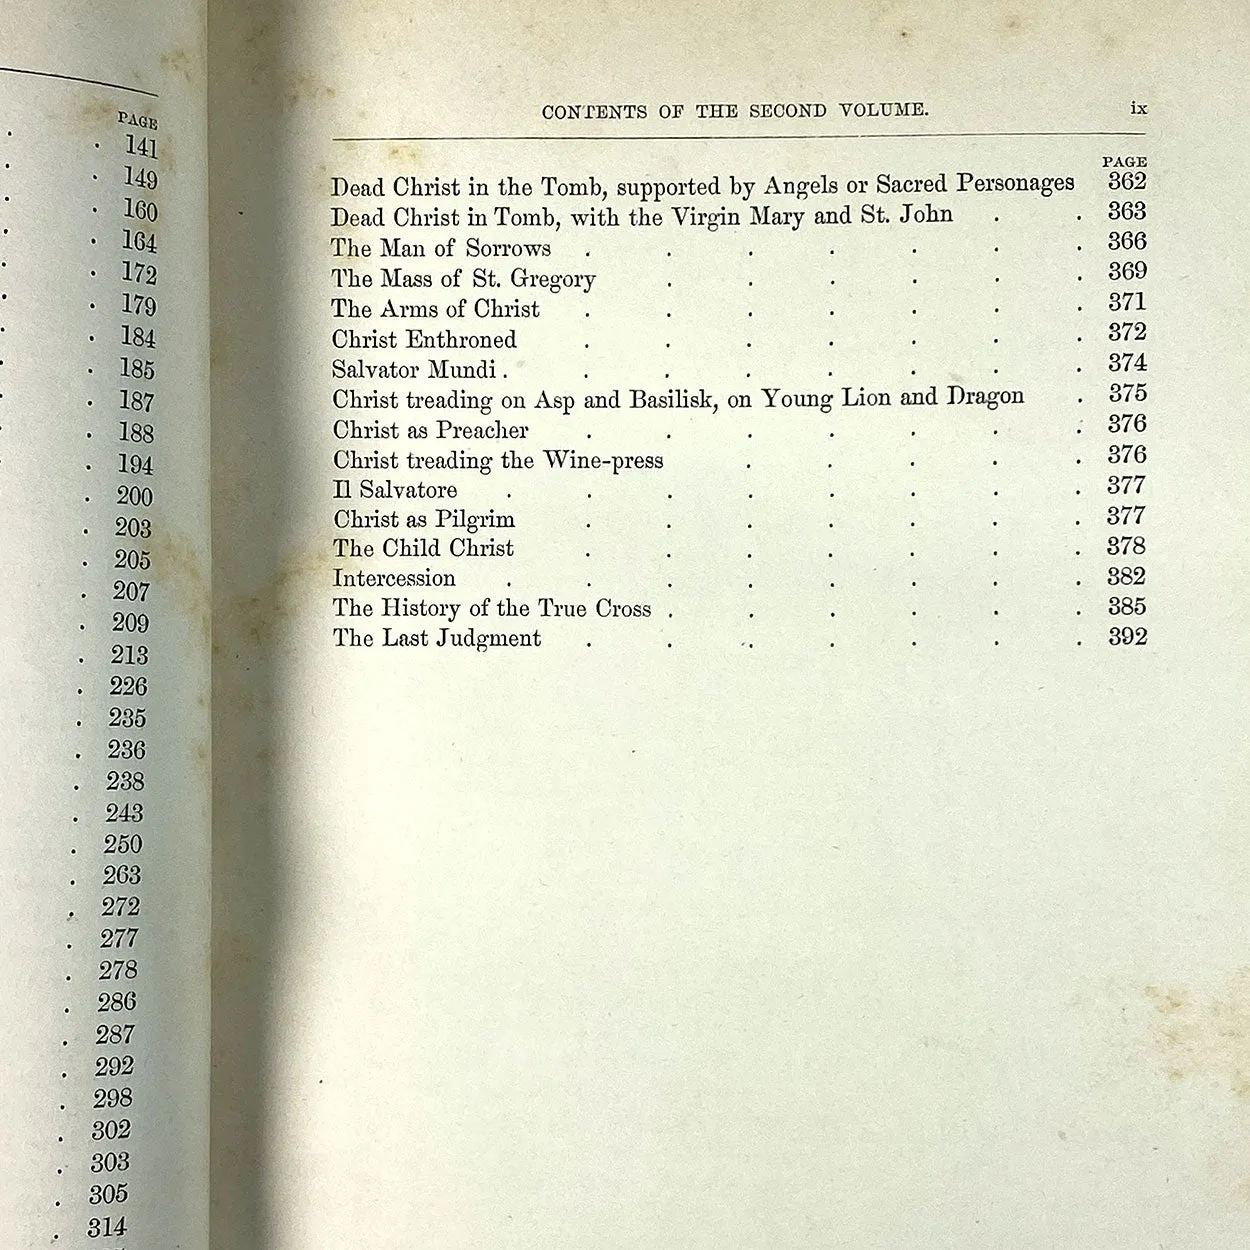 PAGE
. 141
. 149
. 160
. 164
. 172
. 179
. 184
. 185
. 187
. 188
. 194
. 200
. 203
. 205
. 207
. 209
. 213
. 226
. 235
. 236
. 238
. 243
. 250
. 263
. 272
. 277
. 278
. 286
. 287
. 292
. 298
. 302
. 303
. 305
. 314
CONTENTS OF THE SECOND VOLUME. ix
PAGE
Dead Christ in the Tomb, supported by Angels or Sacred Personages 362
Dead Christ in Tomb, with the Virgin Mary and St. John . . 363
The Man of Sorrows . . . . . . . 366
The Mass of St. Gregory . . . . . . 369
The Arms of Christ . . . . . . . 371
Christ Enthroned . . . . . . . 372
Salvator Mundi . . . . . . . . 374
Christ treading on Asp and Basilisk, on Young Lion and Dragon . 375
Christ as Preacher . . . . . . . 376
Christ treading the Wine-press . . . . . 376
Il Salvatore . . . . . . . . 377
Christ as Pilgrim . . . . . . . 377
The Child Christ . . . . . . . 378
Intercession . . . . . . . . 382
The History of the True Cross . . . . . . 385
The Last Judgment . . . . . . . 392